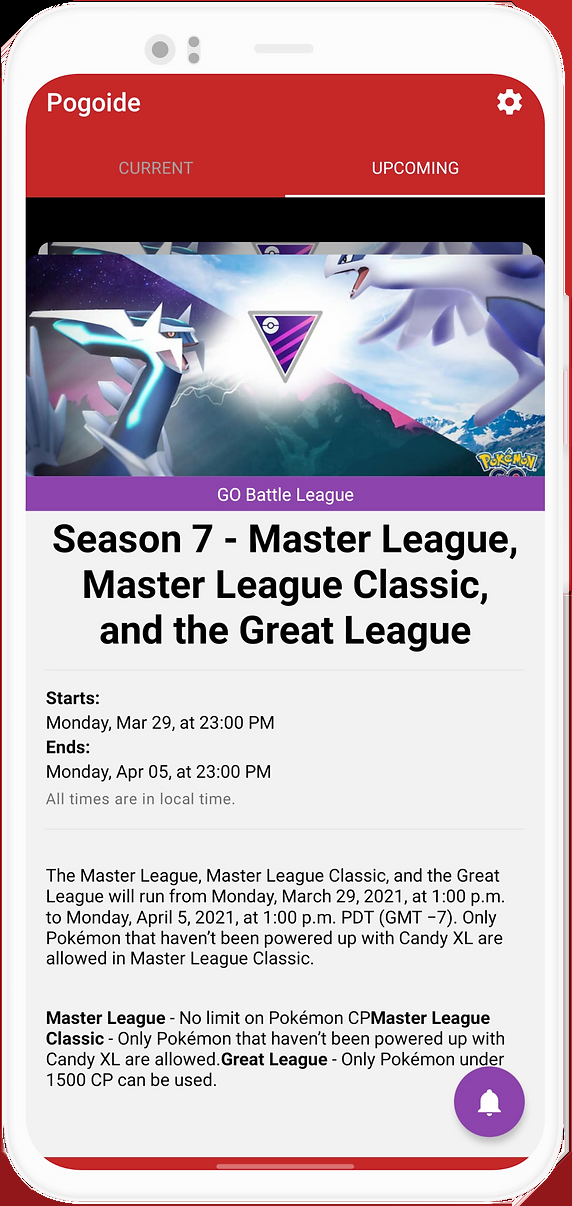 Pogoide
CURRENT
UPCOMING
POKÉMON
GO
GO Battle League
Season 7 - Master League,
Master League Classic,
and the Great League
Starts:
Monday, Mar 29, at 23:00 PM
Ends:
Monday, Apr 05, at 23:00 PM
All times are in local time.
The Master League, Master League Classic, and the Great
League will run from Monday, March 29, 2021, at 1:00 p.m.
to Monday, April 5, 2021, at 1:00 p.m. PDT (GMT −7). Only
Pokémon that haven’t been powered up with Candy XL are
allowed in Master League Classic.
Master League - No limit on Pokémon CPMaster League
Classic - Only Pokémon that haven’t been powered up with
Candy XL are allowed.Great League - Only Pokémon under
1500 CP can be used.